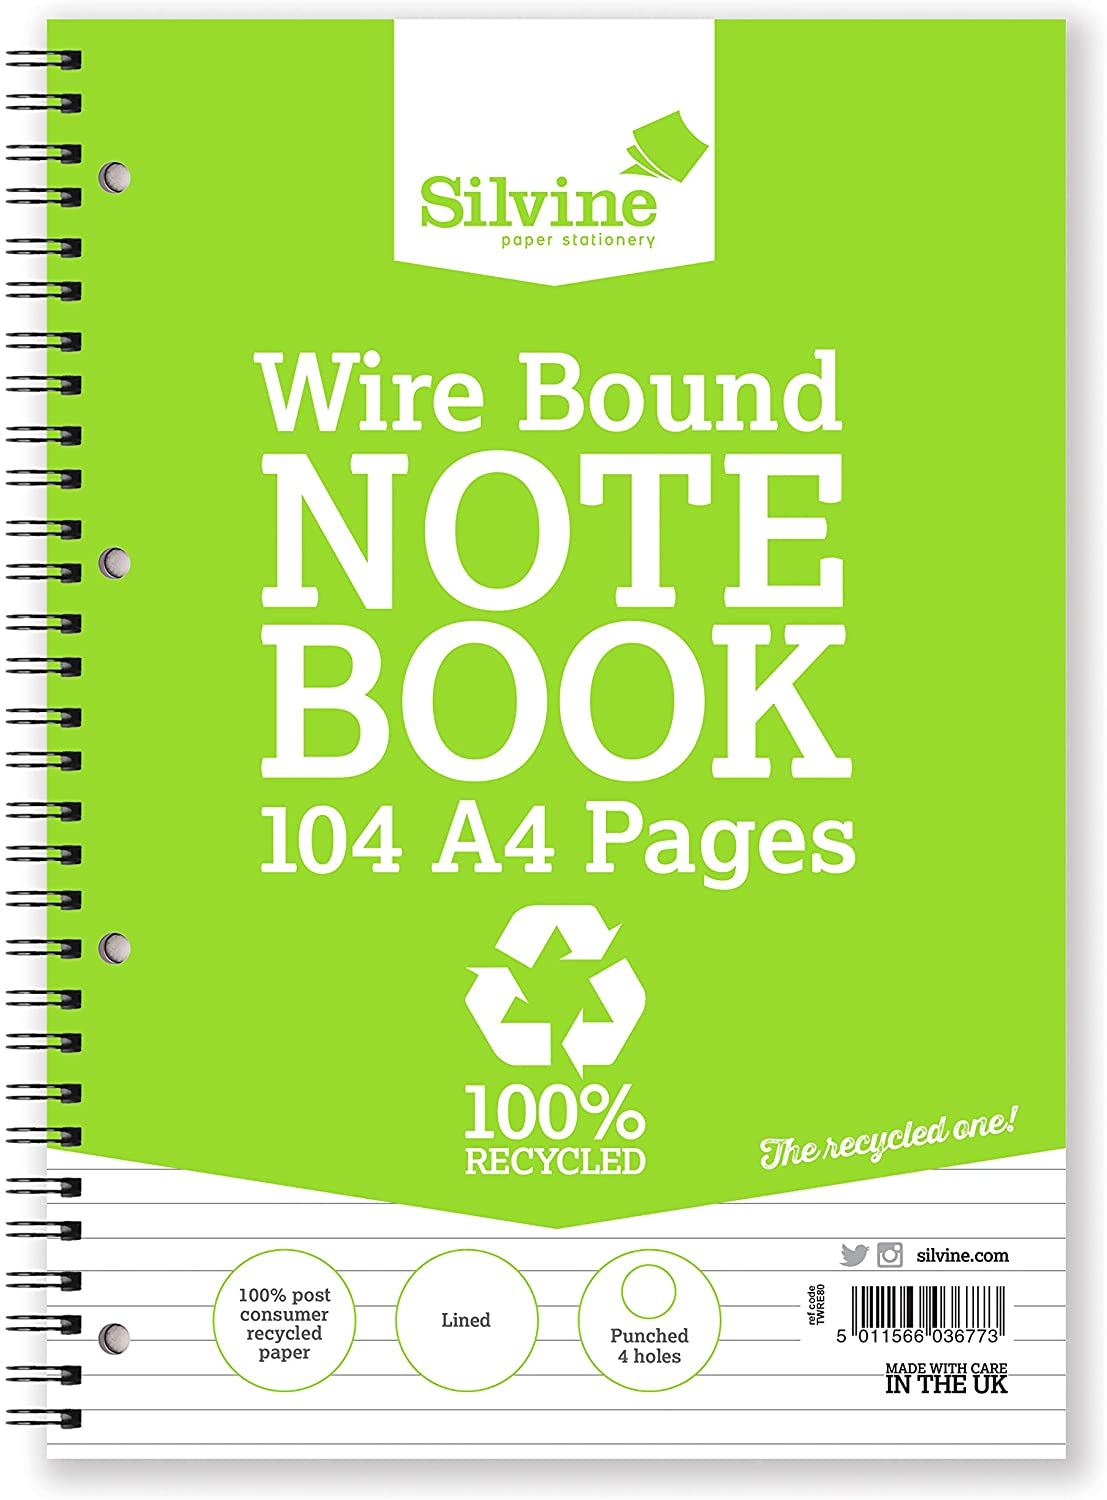 Silvine
paper stationery
Wire Bound
NOTE
BOOK
104 A4 Pages
100%
RECYCLED
The recycled one!
silvine.com
100% post
consumer
recycled
paper
Lined
Punched
4 holes
ref code
TWRE80
5 011566 036773
MADE WITH CARE
IN THE UK